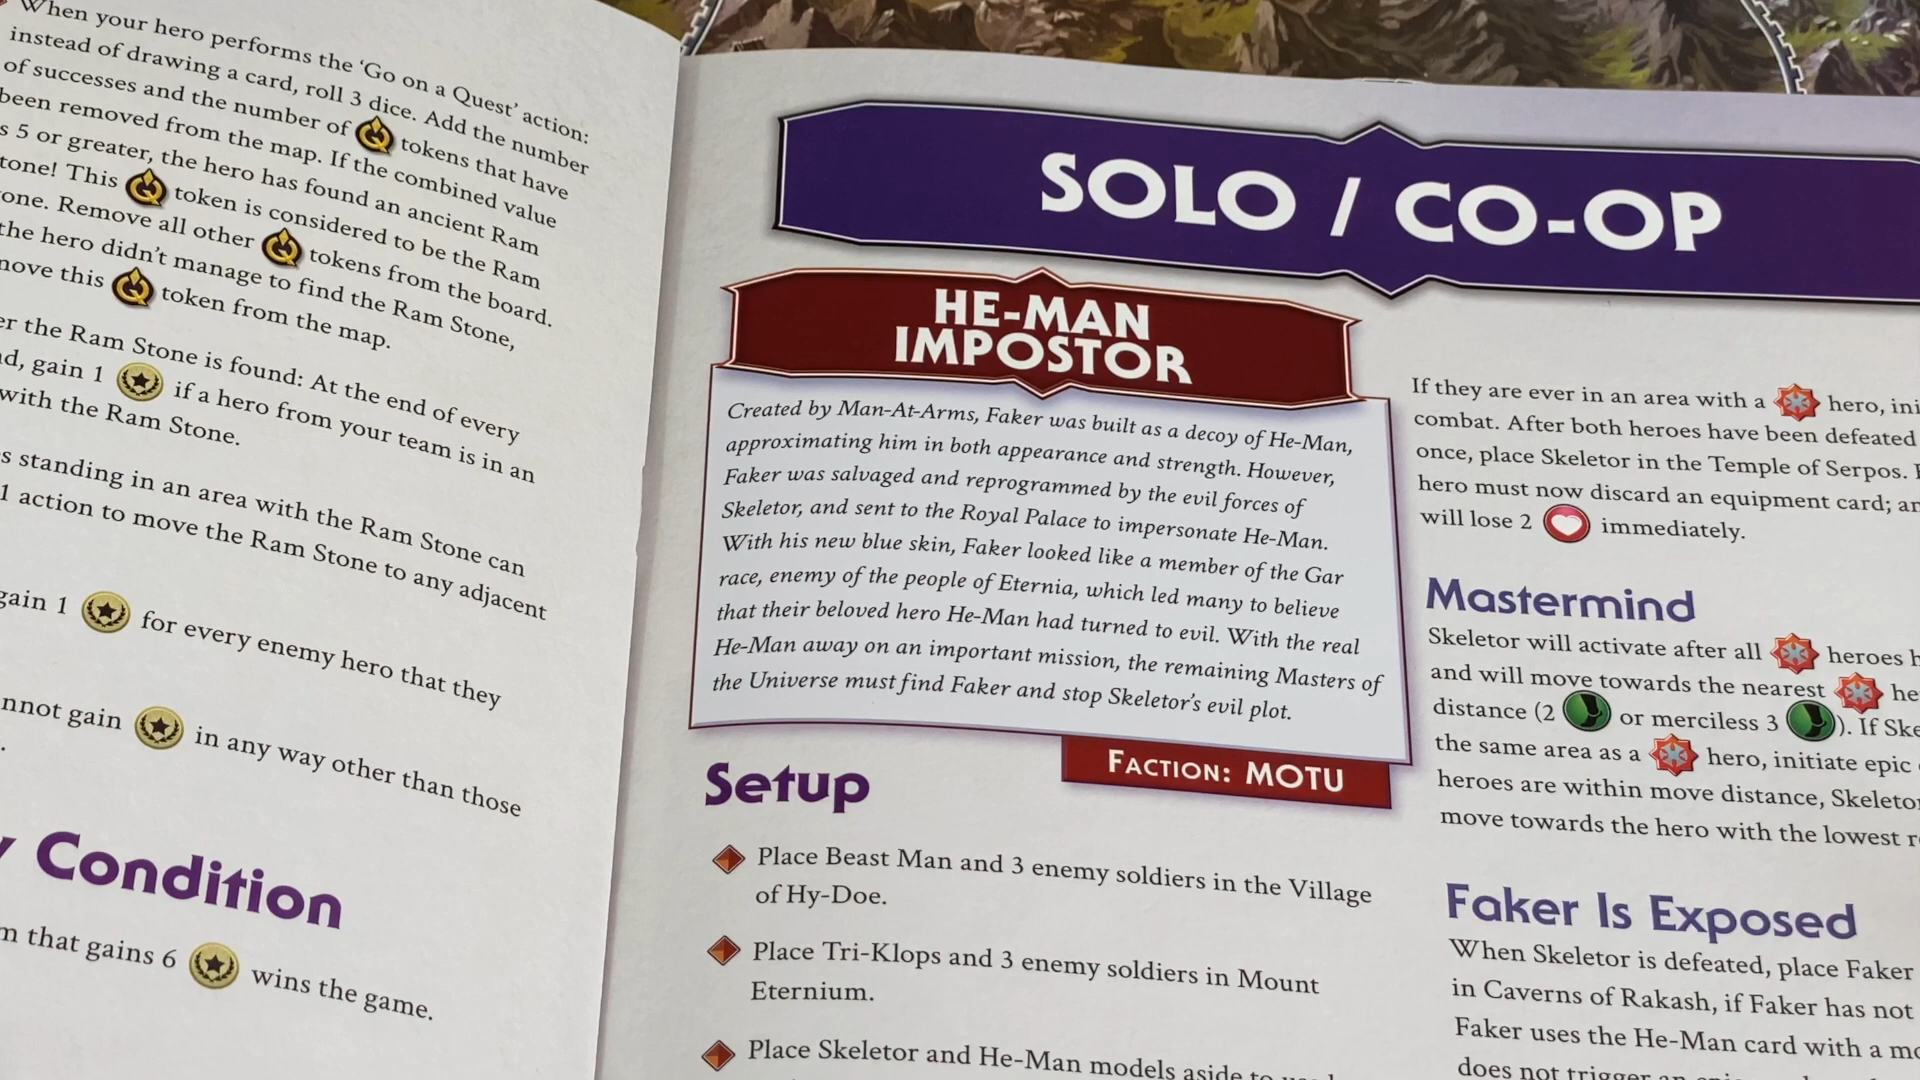 When your hero performs the ‘Go on a Quest’ action:
instead of drawing a card, roll 3 dice. Add the number
of successes and the number of tokens that have
been removed from the map. If the combined value
s 5 or greater, the hero has found an ancient Ram
tone! This token is considered to be the Ram
one. Remove all other tokens from the board.
the hero didn’t manage to find the Ram Stone,
move this token from the map.
er the Ram Stone is found: At the end of every
nd, gain 1 if a hero from your team is in an
with the Ram Stone.
s standing in an area with the Ram Stone can
1 action to move the Ram Stone to any adjacent
gain 1 for every enemy hero that they
nnot gain in any way other than those
y Condition
m that gains 6 wins the game.
SOLO / CO-OP
HE-MAN
IMPOSTOR
Created by Man-At-Arms, Faker was built as a decoy of He-Man,
approximating him in both appearance and strength. However,
Faker was salvaged and reprogrammed by the evil forces of
Skeletor, and sent to the Royal Palace to impersonate He-Man.
With his new blue skin, Faker looked like a member of the Gar
race, enemy of the people of Eternia, which led many to believe
that their beloved hero He-Man had turned to evil. With the real
He-Man away on an important mission, the remaining Masters of
the Universe must find Faker and stop Skeletor’s evil plot.
FACTION: MOTU
Setup
Place Beast Man and 3 enemy soldiers in the Village
of Hy-Doe.
Place Tri-Klops and 3 enemy soldiers in Mount
Eternium.
Place Skeletor and He-Man models aside to
If they are ever in an area with a hero, ini
combat. After both heroes have been defeated
once, place Skeletor in the Temple of Serpos.
hero must now discard an equipment card; an
will lose 2 immediately.
Mastermind
Skeletor will activate after all heroes h
and will move towards the nearest he
distance (2 or merciless 3 ). If Ske
the same area as a hero, initiate epic
heroes are within move distance, Skeletor
move towards the hero with the lowest r
Faker Is Exposed
When Skeletor is defeated, place Faker
in Caverns of Rakash, if Faker has not
Faker uses the He-Man card with a mo
does not trigger an